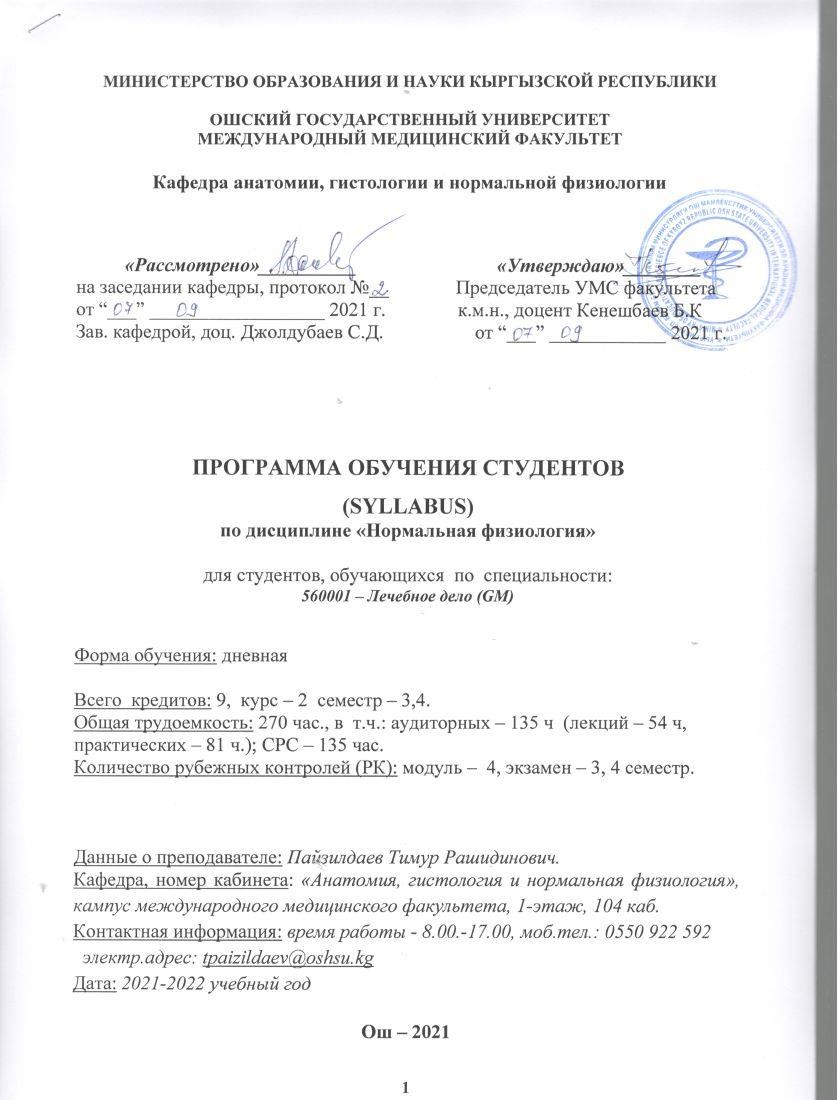 МИНИСТЕРСТВО ОБРАЗОВАНИЯ И НАУКИ КЫРГЫЗСКОЙ РЕСПУБЛИКИ
ОШСКИЙ ГОСУДАРСТВЕННЫЙ УНИВЕРСИТЕТ
МЕЖДУНАРОДНЫЙ МЕДИЦИНСКИЙ ФАКУЛЬТЕТ
Кафедра анатомии, гистологии и нормальной физиологии
«Рассмотрено»
на заседании кафедры, протокол № 2
от “ 07 ” 09 2021 г.
Зав. кафедрой, доц. Джолдубаев С.Д.
«Утверждаю»
Председатель УМС факультета
к.м.н., доцент Кенешбаев Б.К
от “ 07 ” 09 2021 г.
ПРОГРАММА ОБУЧЕНИЯ СТУДЕНТОВ
(SYLLABUS)
по дисциплине «Нормальная физиология»
для студентов, обучающихся по специальности:
560001 – Лечебное дело (GM)
Форма обучения: дневная
Всего кредитов: 9, курс – 2 семестр – 3,4.
Общая трудоемкость: 270 час., в т.ч.: аудиторных – 135 ч (лекций – 54 ч,
практических – 81 ч.); СРС – 135 час.
Количество рубежных контролей (РК): модуль – 4, экзамен – 3, 4 семестр.
Данные о преподавателе: Пайзилдаев Тимур Рашидинович.
Кафедра, номер кабинета: «Анатомия, гистология и нормальная физиология»,
кампус международного медицинского факультета, 1-этаж, 104 каб.
Контактная информация: время работы - 8.00.-17.00, моб.тел.: 0550 922 592
электр.адрес: tpaizildaev@oshsu.kg
Дата: 2021-2022 учебный год
Ош – 2021
1